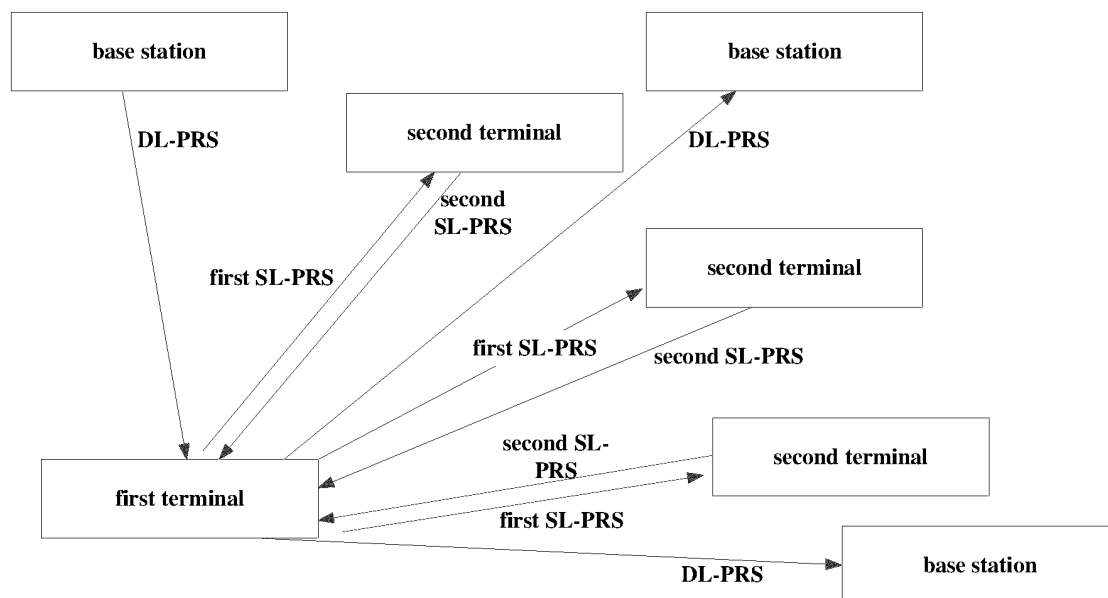 base station
base station
DL-PRS
second terminal
DL-PRS
second
SL-PRS
first SL-PRS
second terminal
first SL-PRS
second SL-PRS
second SL-
PRS
second terminal
first terminal
first SL-PRS
DL-PRS
base station